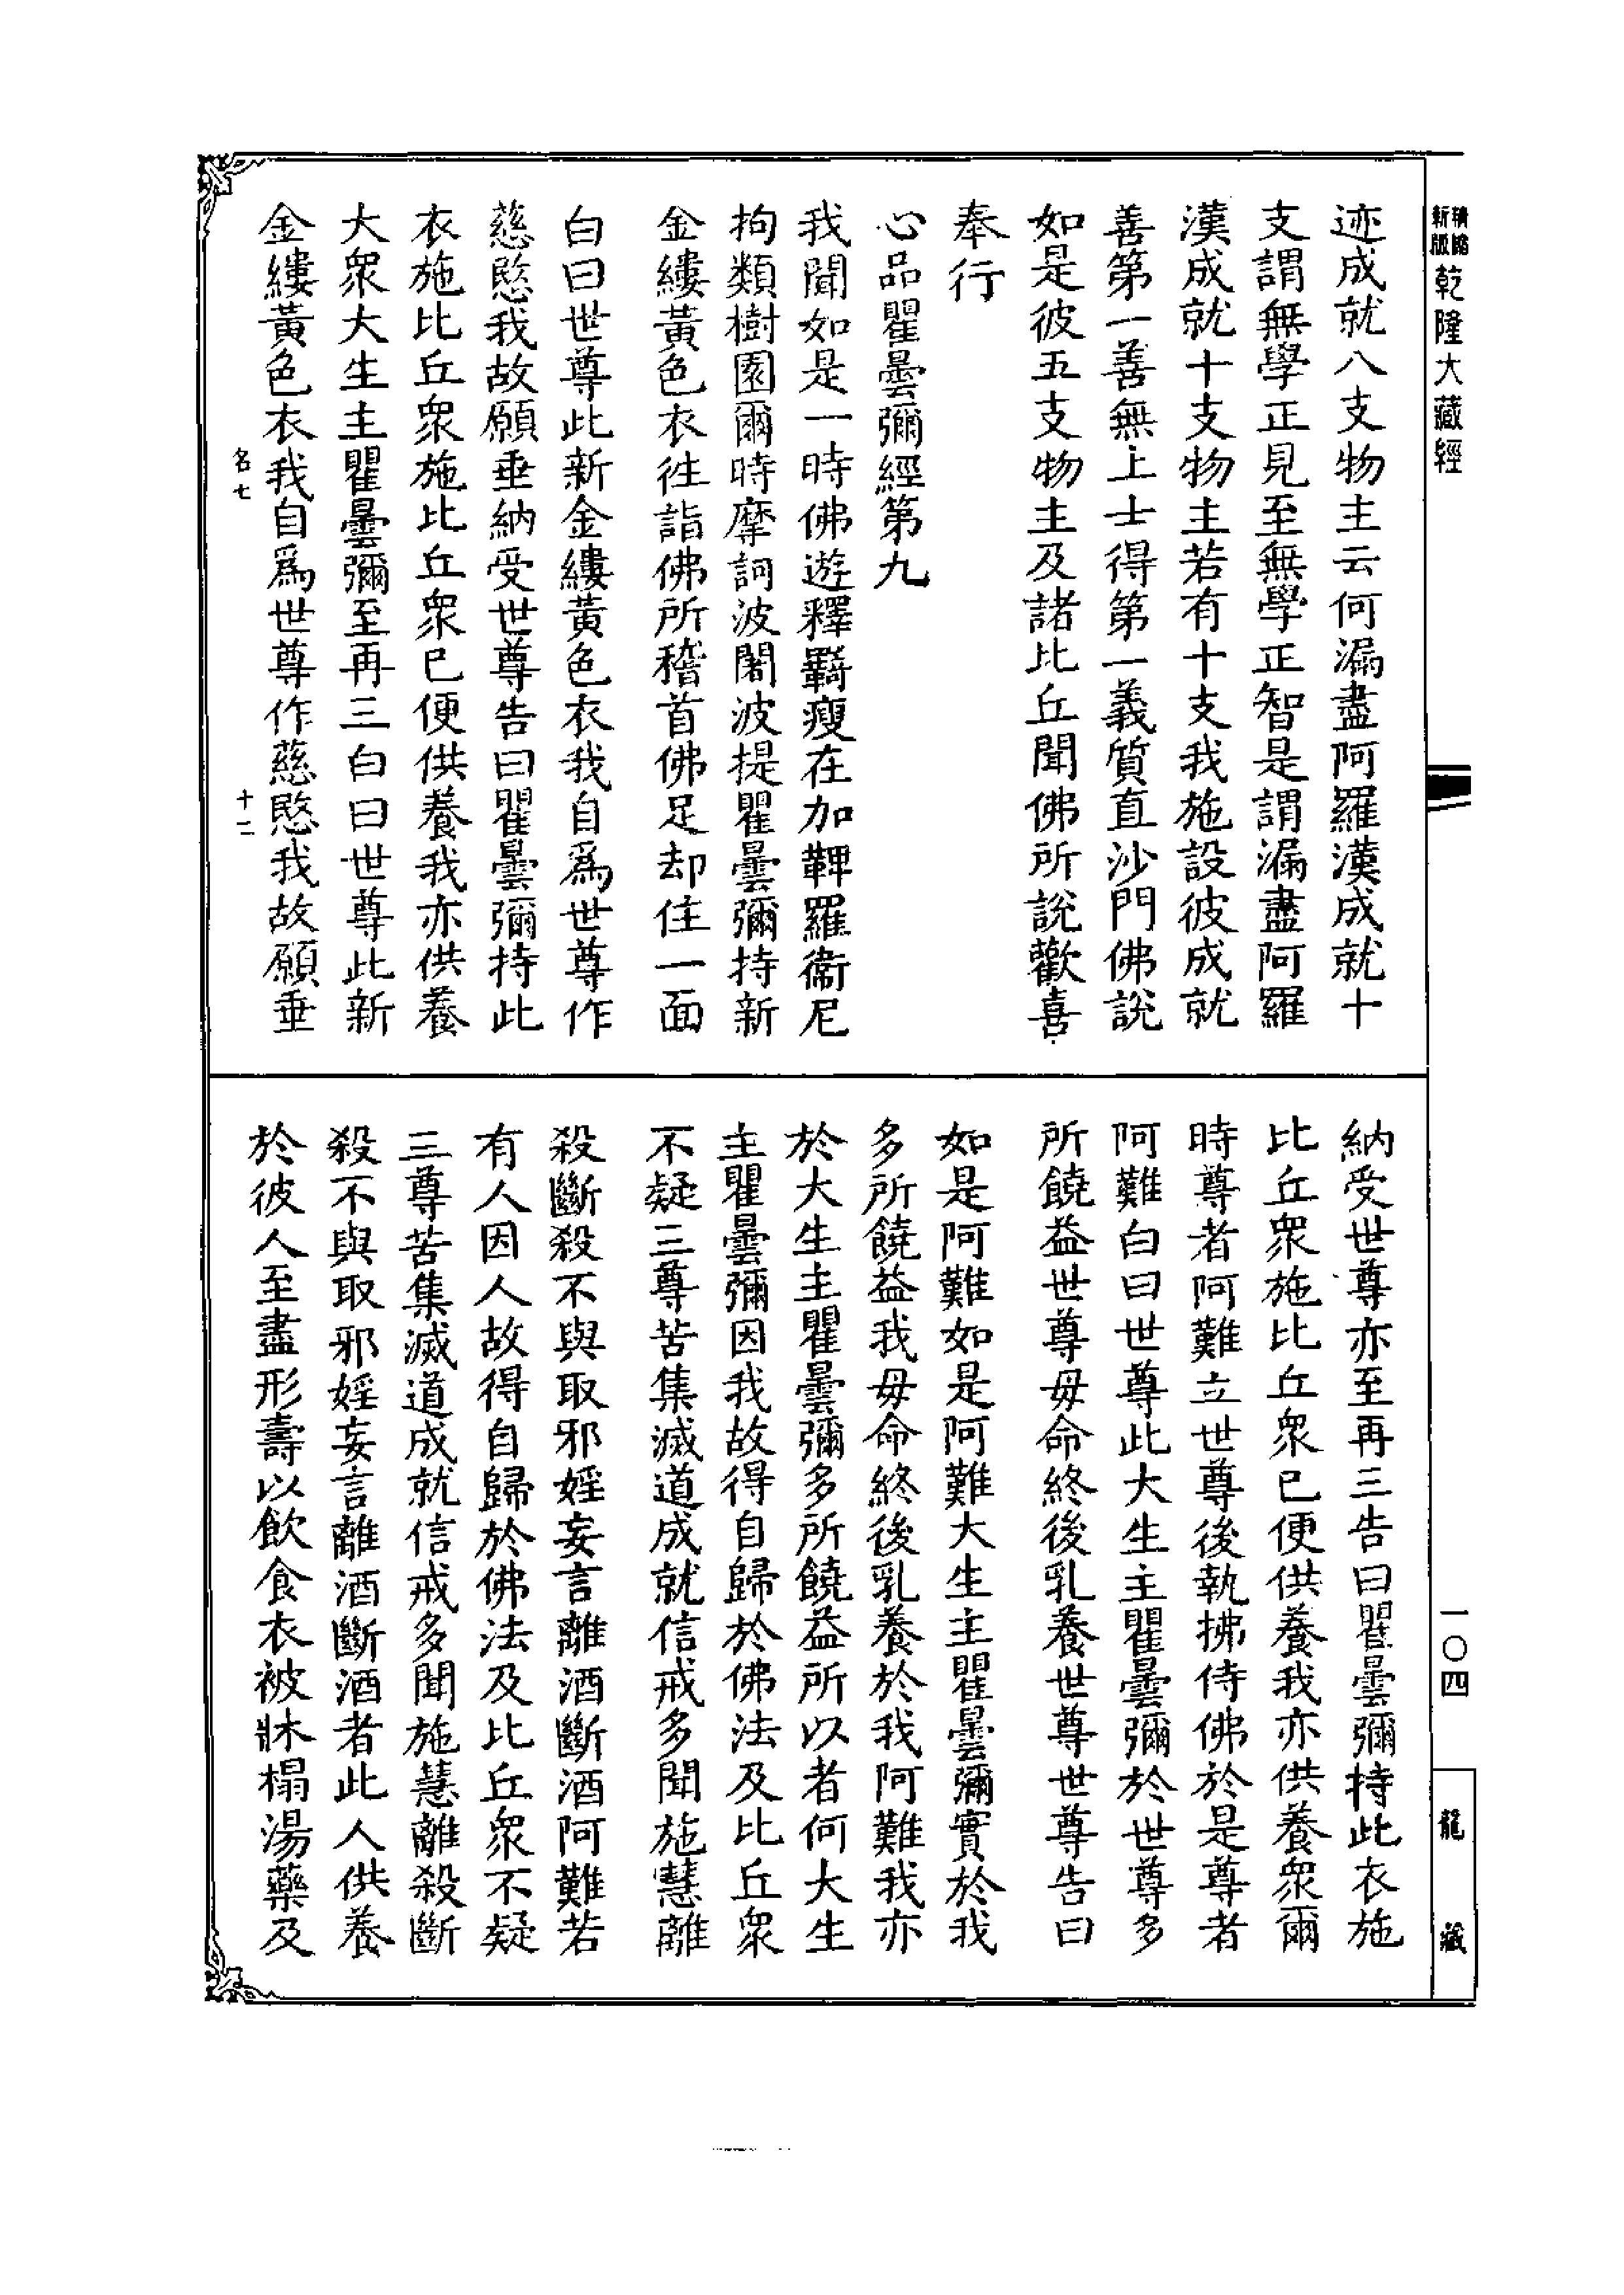 新版精縮乾隆大藏經
迹成就八支物主云何漏盡阿羅漢成就十
支謂無學正見至無學正智是謂漏盡阿羅
漢成就十支物主若有十支我施設彼成就
善第一善無上士得第一義質直沙門佛說
如是彼五支物主及諸比丘聞佛所說歡喜
奉行
心品瞿曇彌經第九
我聞如是一時佛遊釋羇瘦在加鞞羅衞尼
拘類樹園爾時摩訶波闍波提瞿曇彌持新
金縷黃色衣往詣佛所稽首佛足却住一面
白曰世尊此新金縷黃色衣我自爲世尊作
慈愍我故願垂納受世尊告曰瞿曇彌持此
衣施比丘衆施比丘衆已便供養我亦供養
大衆大生主瞿曇彌至再三白曰世尊此新
金縷黃色衣我自爲世尊作慈愍我故願垂
名七
十二
納受世尊亦至再三告曰瞿曇彌持此衣施
比丘衆施比丘衆已便供養我亦供養衆爾
時尊者阿難立世尊後執拂侍佛於是尊者
阿難白曰世尊此大生主瞿曇彌於世尊多
所饒益世尊母命終後乳養世尊世尊告曰
如是阿難如是阿難大生主瞿曇彌實於我
多所饒益我母命終後乳養於我阿難我亦
於大生主瞿曇彌多所饒益所以者何大生
主瞿曇彌因我故得自歸於佛法及比丘衆
不疑三尊苦集滅道成就信戒多聞施慧離
殺斷殺不與取邪婬妄言離酒斷酒阿難若
有人因人故得自歸於佛法及比丘衆不疑
三尊苦集滅道成就信戒多聞施慧離殺斷
殺不與取邪婬妄言離酒斷酒者此人供養
於彼人至盡形壽以飲食衣被牀榻湯藥及
一〇四
龍藏